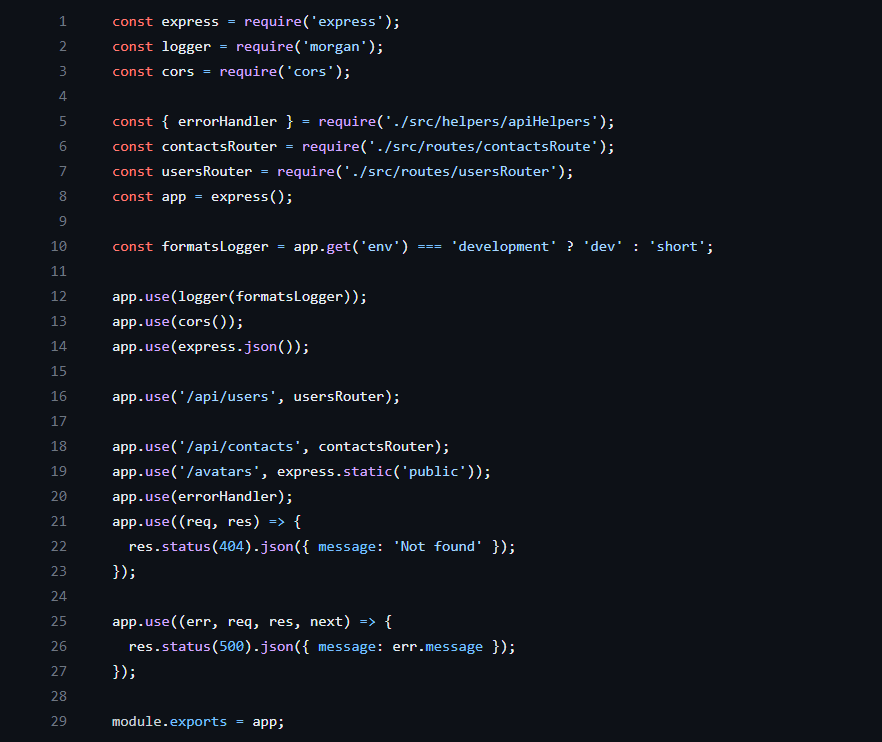 1 const express = require('express');
2 const logger = require('morgan');
3 const cors = require('cors');
4
5 const { errorHandler } = require('./src/helpers/apiHelpers');
6 const contactsRouter = require('./src/routes/contactsRoute');
7 const usersRouter = require('./src/routes/usersRouter');
8 const app = express();
9
10 const formatsLogger = app.get('env') === 'development' ? 'dev' : 'short';
11
12 app.use(logger(formatsLogger));
13 app.use(cors());
14 app.use(express.json());
15
16 app.use('/api/users', usersRouter);
17
18 app.use('/api/contacts', contactsRouter);
19 app.use('/avatars', express.static('public'));
20 app.use(errorHandler);
21 app.use((req, res) => {
22   res.status(404).json({ message: 'Not found' });
23 });
24
25 app.use((err, req, res, next) => {
26   res.status(500).json({ message: err.message });
27 });
28
29 module.exports = app;